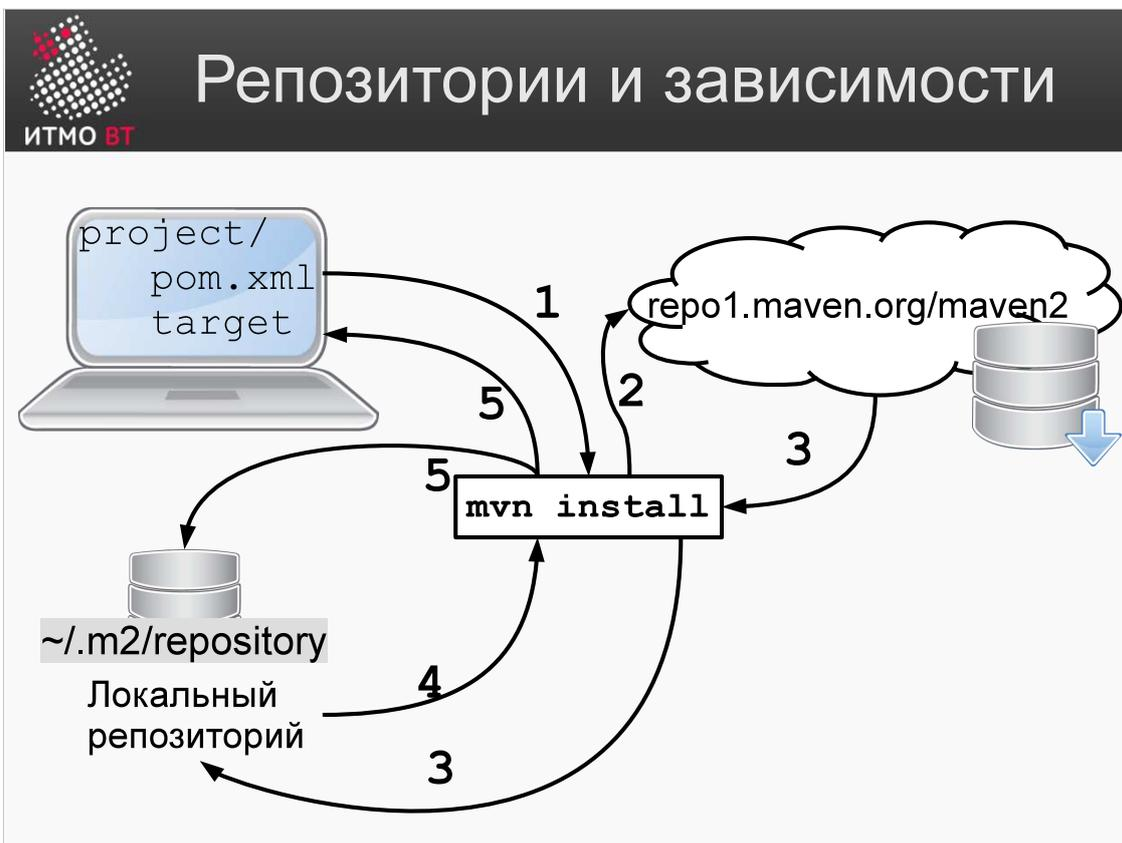 ИТМО ВТ
Репозитории и зависимости
project/
pom.xml
target
1
5
2
repo1.maven.org/maven2
3
5
mvn install
~/.m2/repository
Локальный
репозиторий
4
3